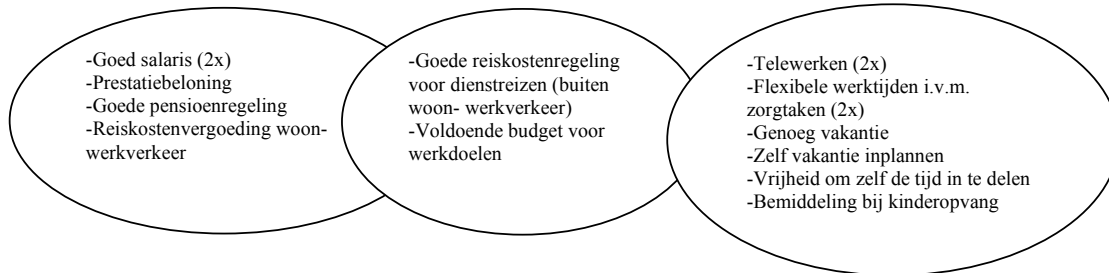 -Goed salaris (2x)
-Prestatiebeloning
-Goede pensioenregeling
-Reiskostenvergoeding woon-
werkverkeer
-Goede reiskostenregeling
voor dienstreizen (buiten
woon- werkverkeer)
-Voldoende budget voor
werkdoelen
-Telewerken (2x)
-Flexibele werktijden i.v.m.
zorgtaken (2x)
-Genoeg vakantie
-Zelf vakantie inplannen
-Vrijheid om zelf de tijd in te delen
-Bemiddeling bij kinderopvang